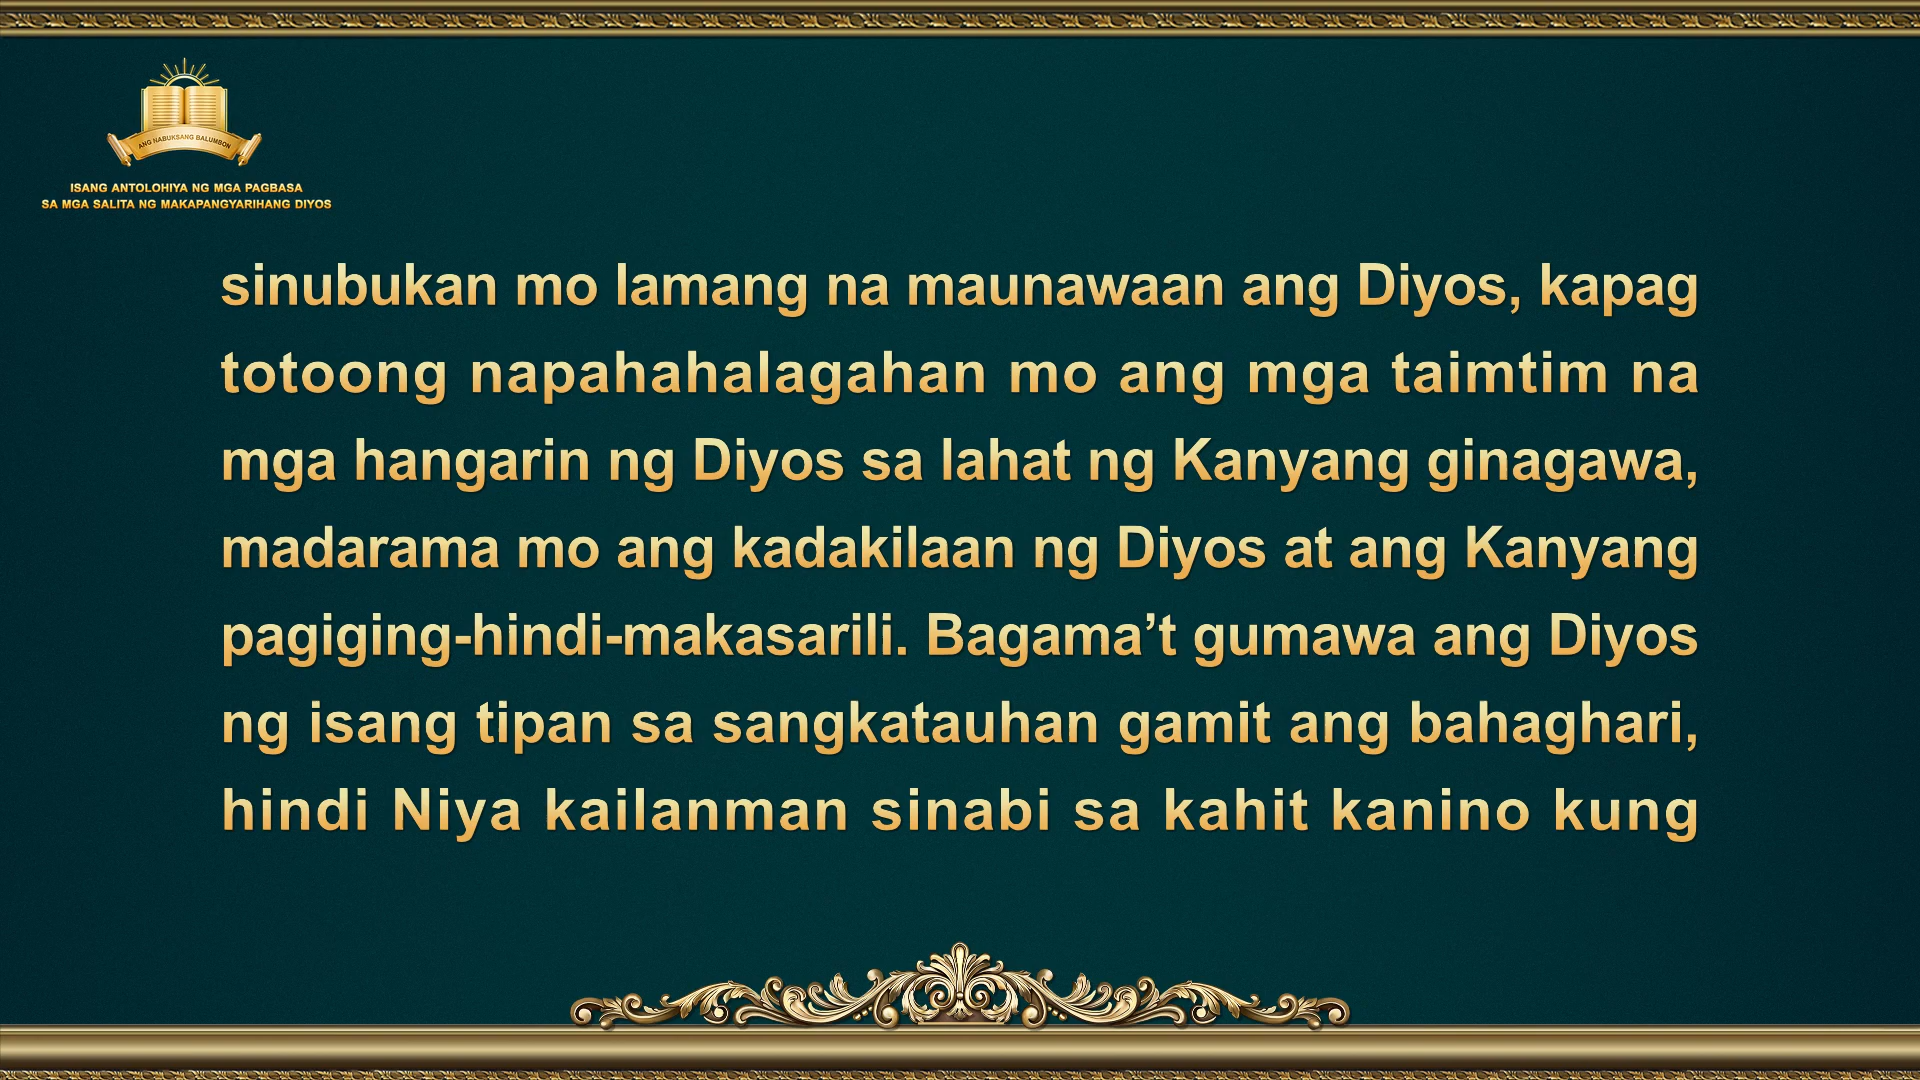 ANG NABUKSANG BALUMBON
ISANG ANTOLOHIYA NG MGA PAGBASA
SA MGA SALITA NG MAKAPANGYARIHANG DIYOS
sinubukan mo lamang na maunawaan ang Diyos, kapag
totoong napahahalagahan mo ang mga taimtim na
mga hangarin ng Diyos sa lahat ng Kanyang ginagawa,
madarama mo ang kadakilaan ng Diyos at ang Kanyang
pagiging-hindi-makasarili. Bagama’t gumawa ang Diyos
ng isang tipan sa sangkatauhan gamit ang bahaghari,
hindi Niya kailanman sinabi sa kahit kanino kung